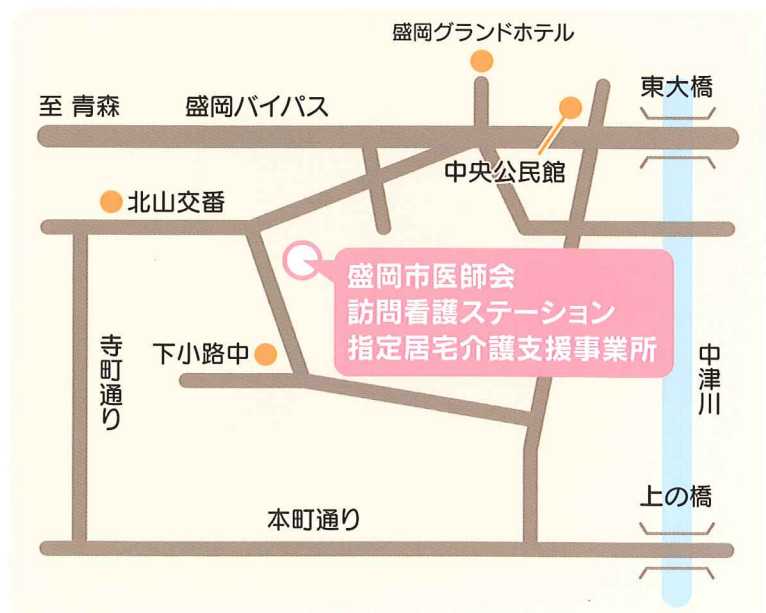 盛岡グランドホテル
至 青森
盛岡バイパス
東大橋
中央公民館
北山交番
盛岡市医師会
訪問看護ステーション
指定居宅介護支援事業所
下小路中
寺町通り
中津川
上の橋
本町通り